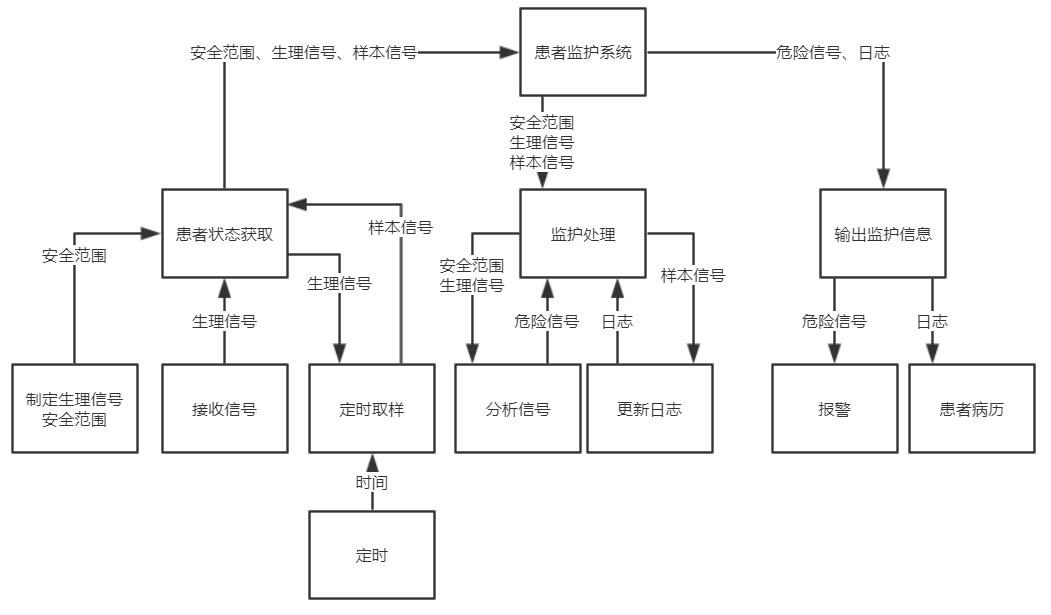 安全范围、生理信号、样本信号
患者监护系统
危险信号、日志
安全范围
生理信号
样本信号
患者状态获取
监护处理
输出监护信息
安全范围
样本信号
生理信号
生理信号
安全范围
生理信号
样本信号
危险信号
日志
危险信号
日志
制定生理信号
安全范围
接收信号
定时取样
分析信号
更新日志
报警
患者病历
时间
定时